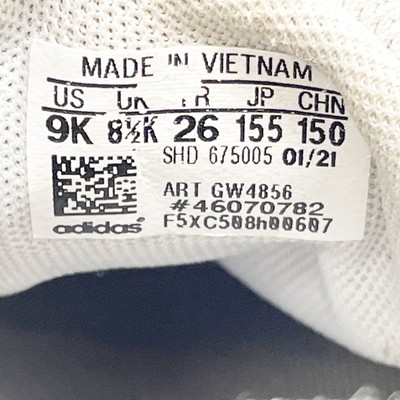 MADE IN VIETNAM
US UK FR JP CHN
9K 8½K 26 155 150
SHD 675005 01/21
ART GW4856
#46070782
adidas® F5XC508h00607